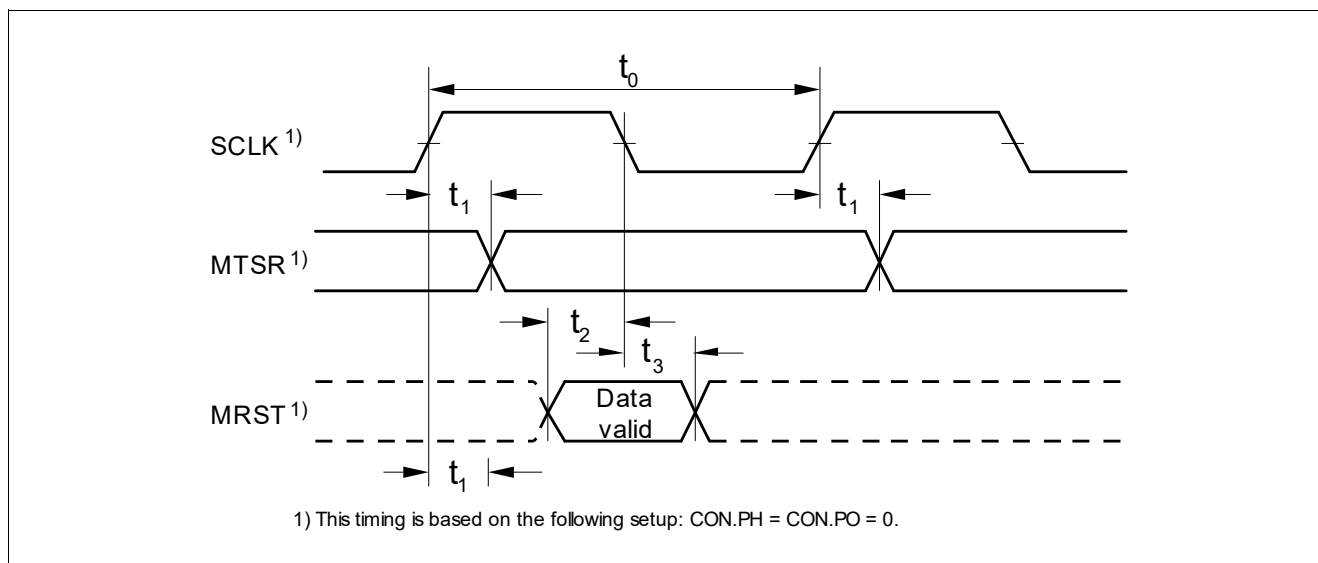 t0
SCLK 1)
t1 t1
MTSR 1)
t2
t3
MRST 1)
Data
valid
t1
1) This timing is based on the following setup: CON.PH = CON.PO = 0.